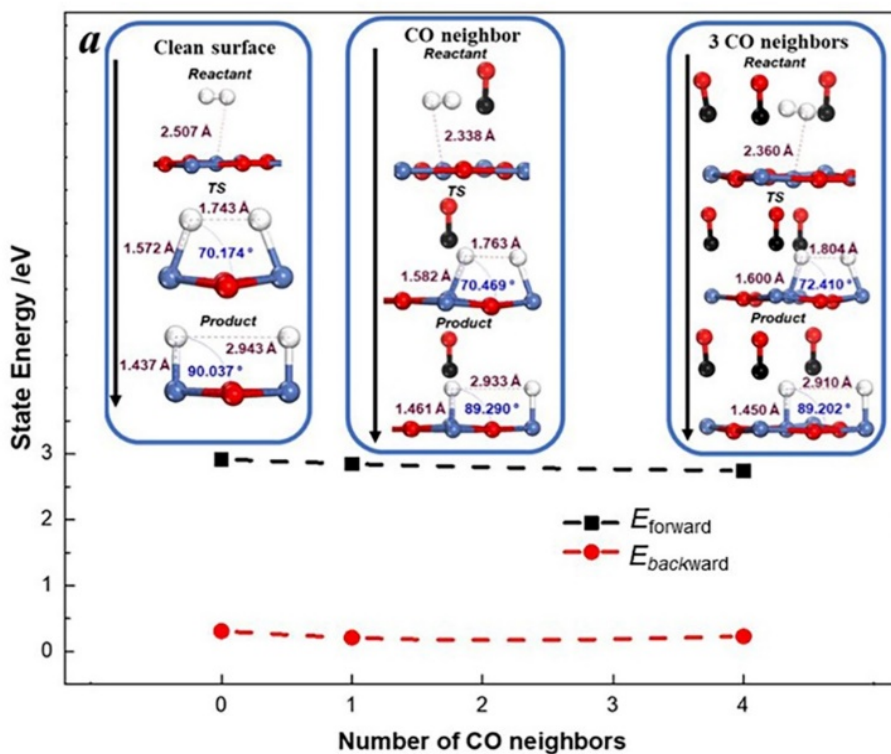 a
Clean surface
Reactant
2.507 Å
TS
1.743 Å
1.572 Å
70.174 °
Product
2.943 Å
1.437 Å
90.037 °
CO neighbor
Reactant
2.338 Å
TS
1.763 Å
1.582 Å
70.469 °
Product
2.933 Å
1.461 Å
89.290 °
3 CO neighbors
Reactant
2.360 Å
TS
1.804 Å
1.600 Å
72.410 °
Product
2.910 Å
1.450 Å
89.202 °
State Energy /eV
3
2
1
0
E forward
E backward
0
1
2
3
4
Number of CO neighbors